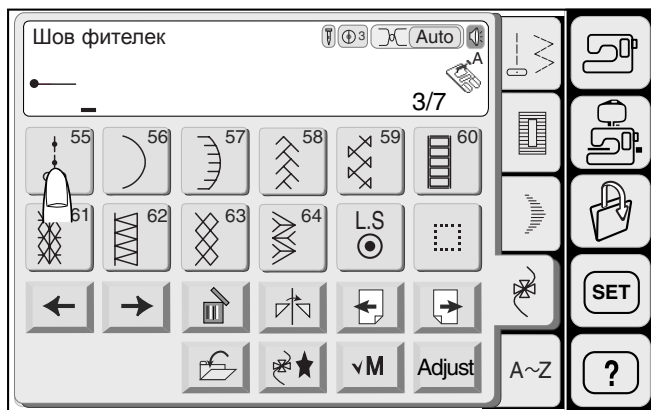 Шов фителек
3 Auto
A
3/7
55 56 57 58 59 60
61 62 63 64 L.S
SET
√M Adjust A~Z ?